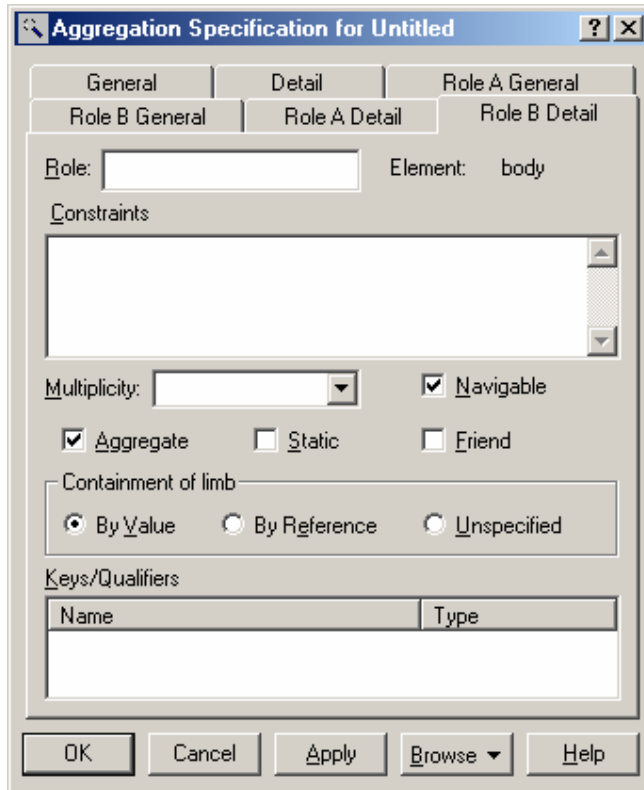 Aggregation Specification for Untitled
General Detail Role A General
Role B General Role A Detail Role B Detail
Role: Element: body
Constraints
Multiplicity: Navigable
Aggregate Static Friend
Containment of limb
By Value By Reference Unspecified
Keys/Qualifiers
Name Type
OK Cancel Apply Browse Help